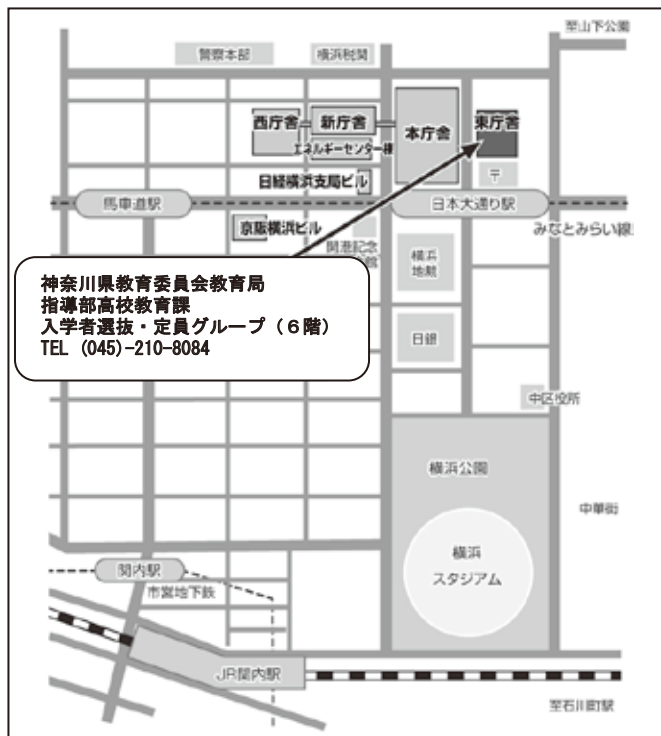 至山下公園
警察本部
横浜税関
西庁舎
新庁舎
本庁舎
東庁舎
エネルギーセンター棟
日経横浜支局ビル
〒
馬車道駅
日本大通り駅
みなとみらい線
京阪横浜ビル
開港記念
館
横浜
地裁
神奈川県教育委員会教育局
指導部高校教育課
入学者選抜・定員グループ（６階）
TEL (045)-210-8084
日銀
中区役所
横浜公園
中華街
横浜
スタジアム
関内駅
市営地下鉄
JR関内駅
至石川町駅